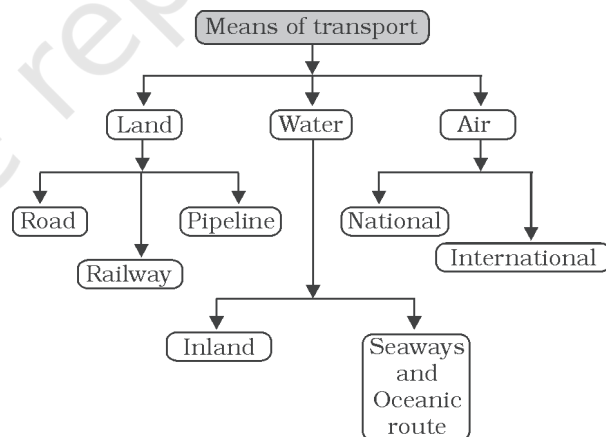 Means of transport
Land
Water
Air
Road
Pipeline
National
Railway
International
Inland
Seaways
and
Oceanic
route